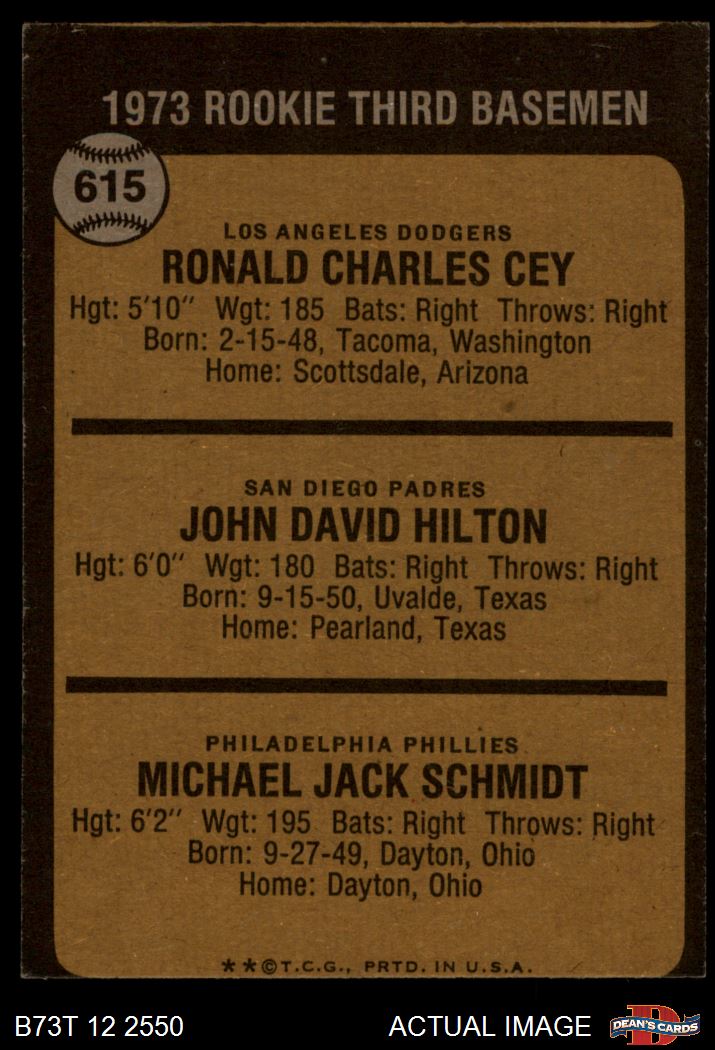 1973 ROOKIE THIRD BASEMEN
615
LOS ANGELES DODGERS
RONALD CHARLES CEY
Hgt: 5'10" Wgt: 185 Bats: Right Throws: Right
Born: 2-15-48, Tacoma, Washington
Home: Scottsdale, Arizona
SAN DIEGO PADRES
JOHN DAVID HILTON
Hgt: 6'0" Wgt: 180 Bats: Right Throws: Right
Born: 9-15-50, Uvalde, Texas
Home: Pearland, Texas
PHILADELPHIA PHILLIES
MICHAEL JACK SCHMIDT
Hgt: 6'2" Wgt: 195 Bats: Right Throws: Right
Born: 9-27-49, Dayton, Ohio
Home: Dayton, Ohio
**©T.C.G., PRTD. IN U.S.A.
B73T 12 2550 ACTUAL IMAGE
D
DEAN'S CARDS